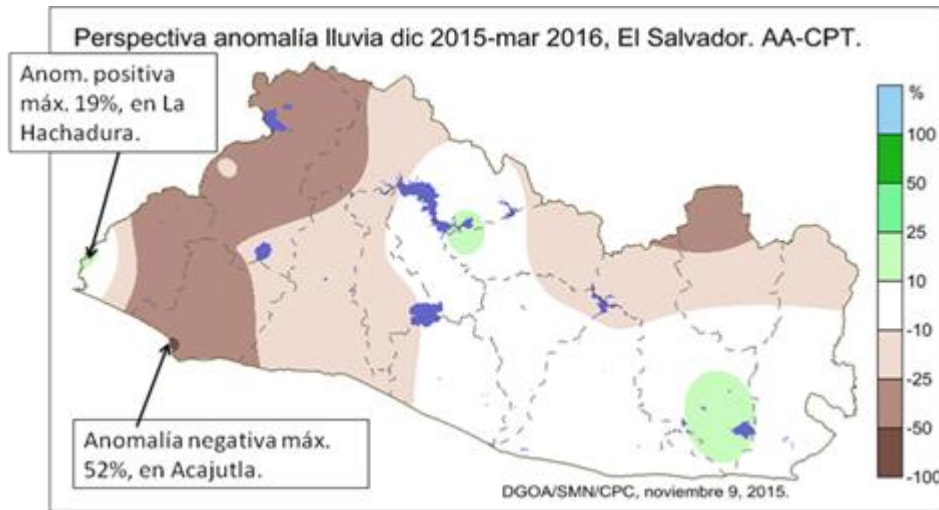 Perspectiva anomalía lluvia dic 2015-mar 2016, El Salvador. AA-CPT.
Anom. positiva
máx. 19%, en La
Hachadura.
%
100
50
25
10
-10
-25
-50
-100
Anomalía negativa máx.
52%, en Acajutla.
DGOA/SMN/CPC, noviembre 9, 2015.